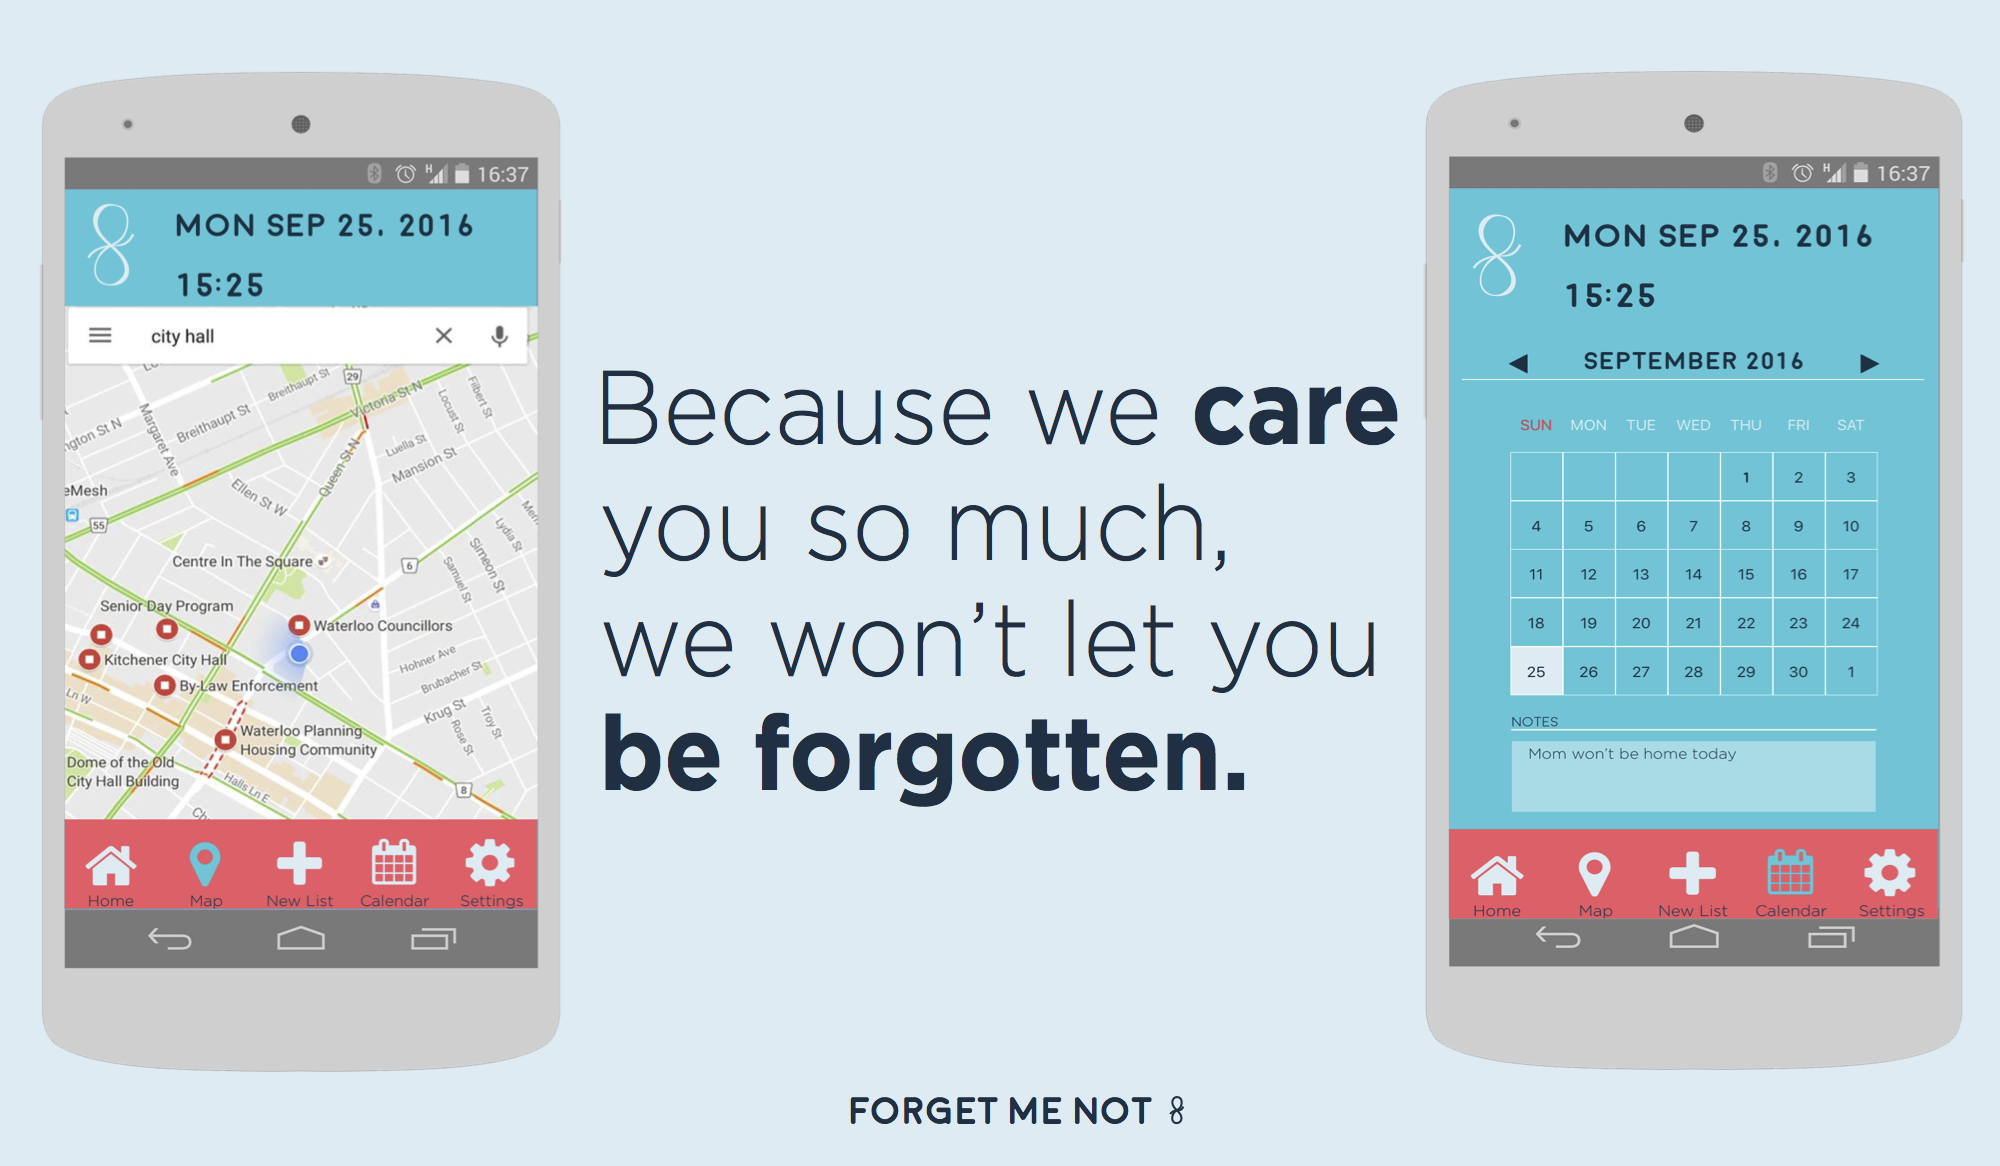 16:37
MON SEP 25. 2016
15:25
city hall
Breithaupt St
29
Victoria St N
Filbert St
Locust St
Margaret Ave
Breithaupt St
ngton St N
Luella St
Mansion St
Queen St N
eMesh
Ellen St W
55
Lydia St
Simeon St
Samuel St
Centre In The Square
6
Senior Day Program
Waterloo Councillors
Kitchener City Hall
Hohner Ave
By-Law Enforcement
Brubacher St
Ln W
Krug St
Troy St
Rose St
Waterloo Planning
Housing Community
Dome of the Old
City Hall Building
Halls Ln E
8
Home Map New List Calendar Settings
Because we care
you so much,
we won't let you
be forgotten.
16:37
MON SEP 25. 2016
15:25
SEPTEMBER 2016
SUN MON TUE WED THU FRI SAT
1 2 3
4 5 6 7 8 9 10
11 12 13 14 15 16 17
18 19 20 21 22 23 24
25 26 27 28 29 30 1
NOTES
Mom won't be home today
Home Map New List Calendar Settings
FORGET ME NOT 8